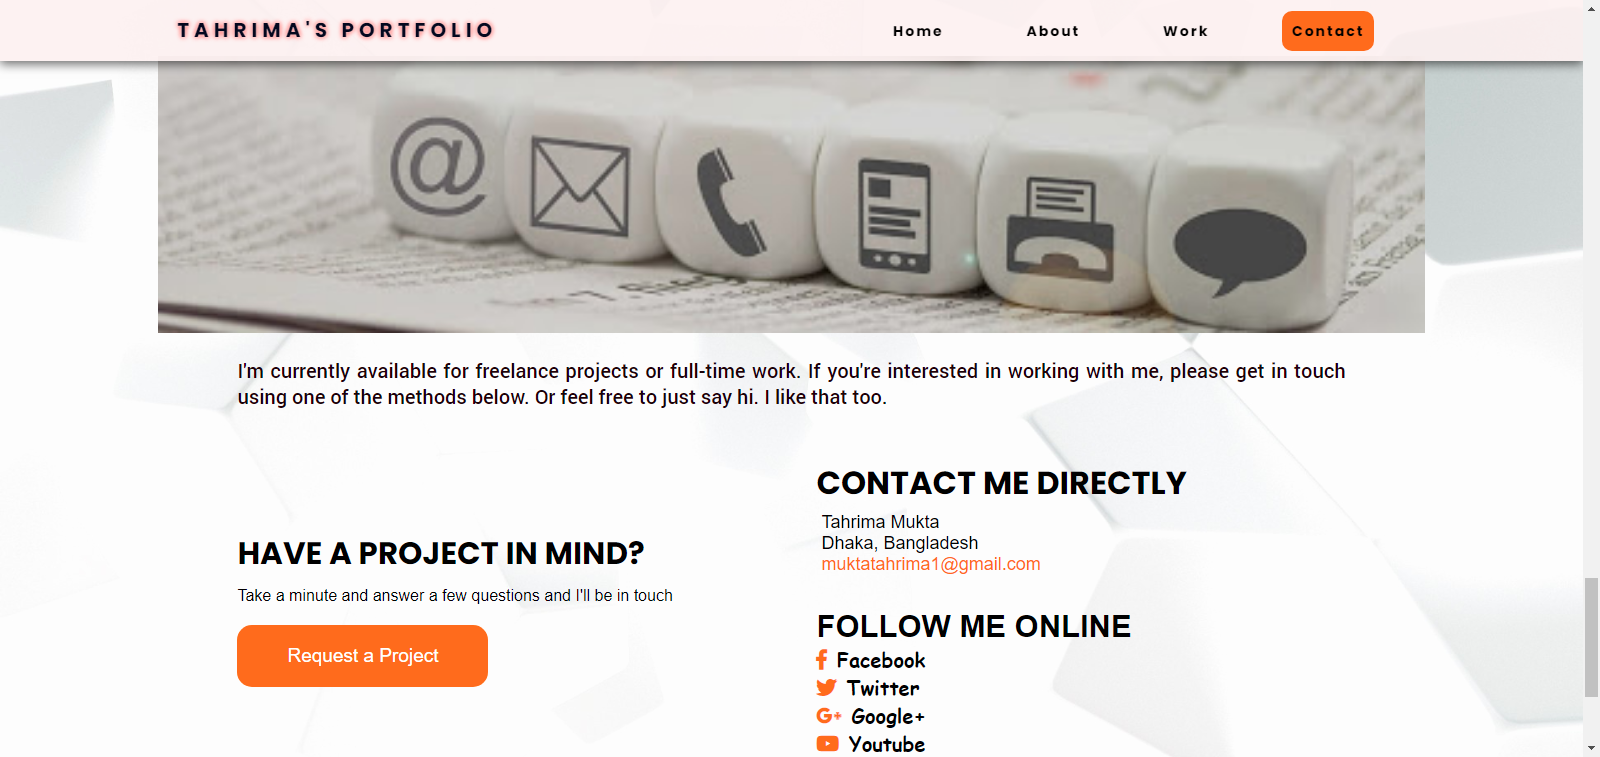 TAHRIMA'S PORTFOLIO
Home About Work Contact
@
I'm currently available for freelance projects or full-time work. If you're interested in working with me, please get in touch
using one of the methods below. Or feel free to just say hi. I like that too.
HAVE A PROJECT IN MIND?
Take a minute and answer a few questions and I'll be in touch
Request a Project
CONTACT ME DIRECTLY
Tahrima Mukta
Dhaka, Bangladesh
muktatahrima1@gmail.com
FOLLOW ME ONLINE
Facebook
Twitter
Google+
Youtube